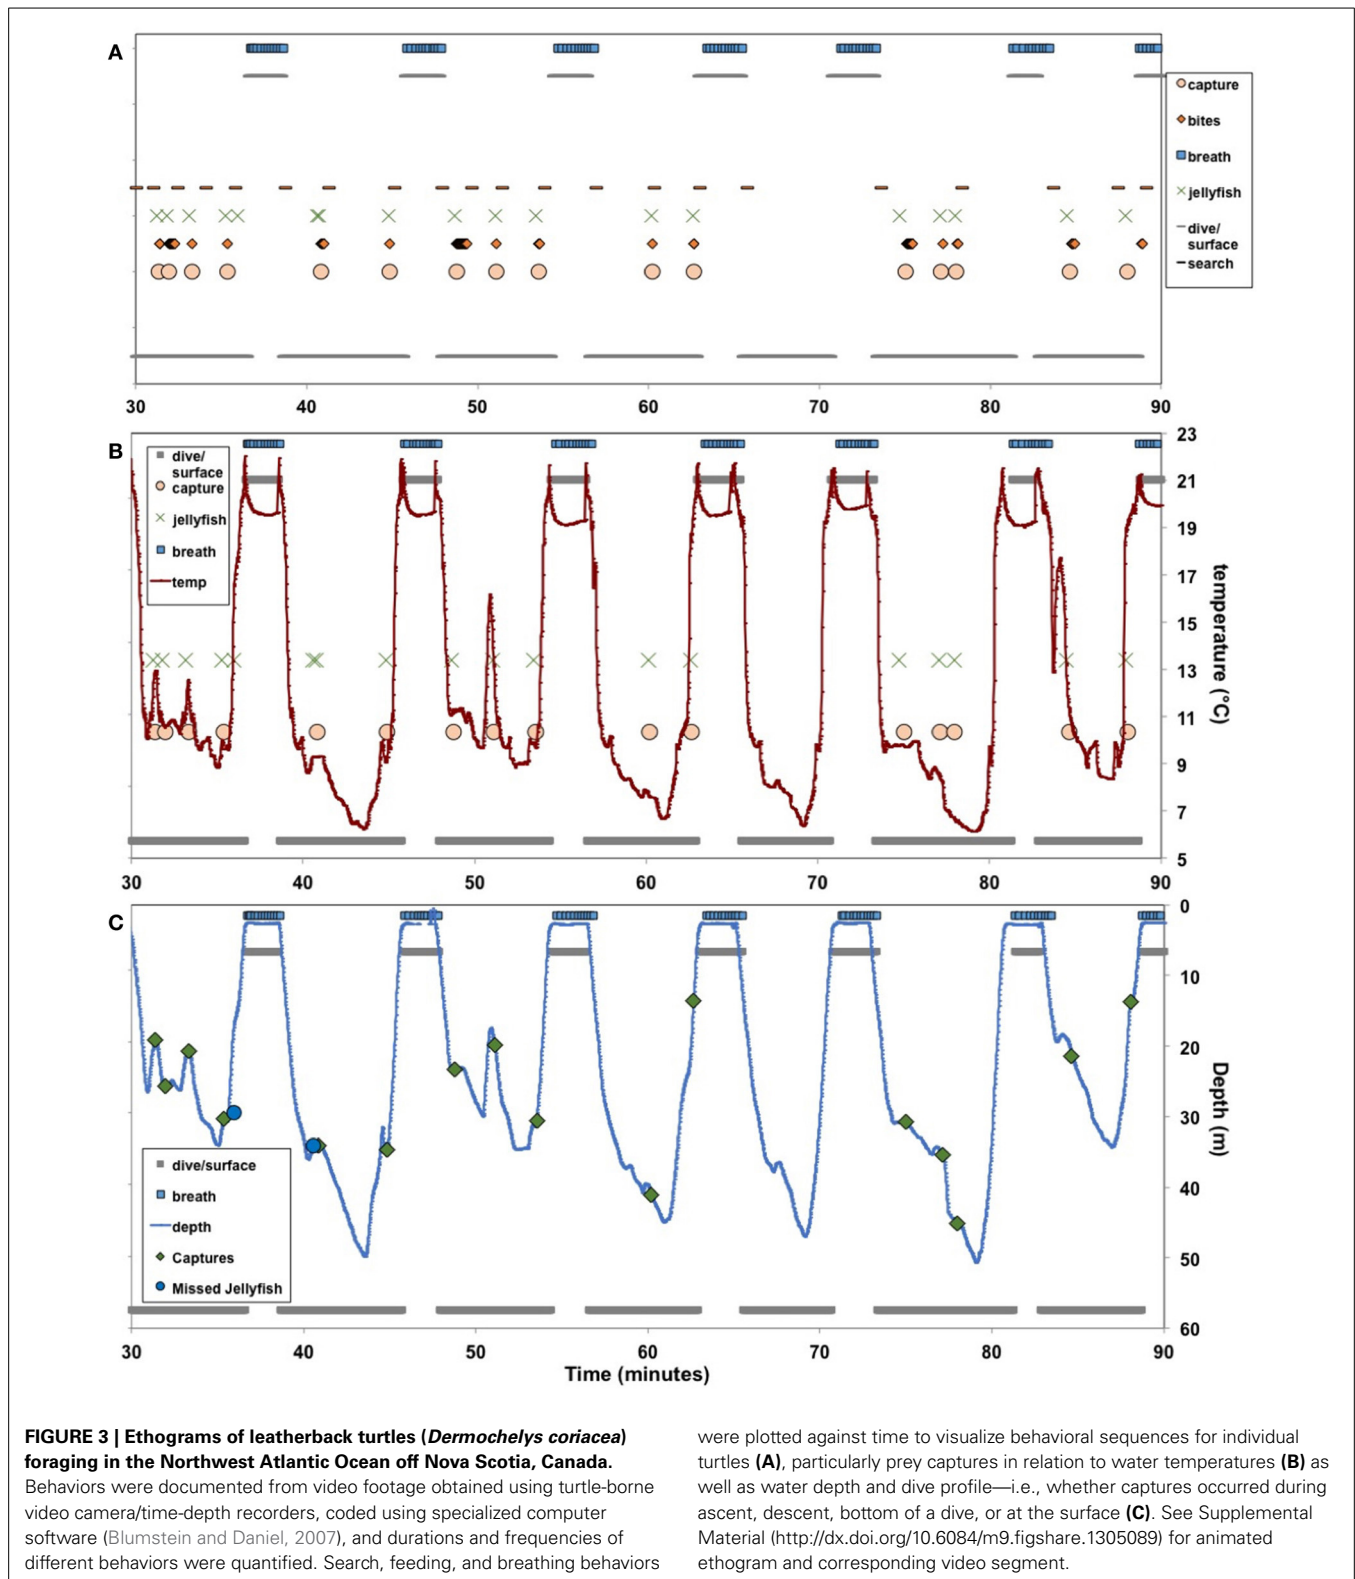 A
capture
bites
breath
jellyfish
dive/
surface
search
30 40 50 60 70 80 90
B
dive/
surface
capture
jellyfish
breath
temp
23
21
19
17
15
13
11
9
7
5
temperature (°C)
30 40 50 60 70 80 90
C
dive/surface
breath
depth
Captures
Missed Jellyfish
0
10
20
30
40
50
60
Depth (m)
30 40 50 60 70 80 90
Time (minutes)
FIGURE 3 | Ethograms of leatherback turtles (Dermochelys coriacea)
foraging in the Northwest Atlantic Ocean off Nova Scotia, Canada.
Behaviors were documented from video footage obtained using turtle-borne
video camera/time-depth recorders, coded using specialized computer
software (Blumstein and Daniel, 2007), and durations and frequencies of
different behaviors were quantified. Search, feeding, and breathing behaviors
were plotted against time to visualize behavioral sequences for individual
turtles (A), particularly prey captures in relation to water temperatures (B) as
well as water depth and dive profile—i.e., whether captures occurred during
ascent, descent, bottom of a dive, or at the surface (C). See Supplemental
Material (http://dx.doi.org/10.6084/m9.figshare.1305089) for animated
ethogram and corresponding video segment.